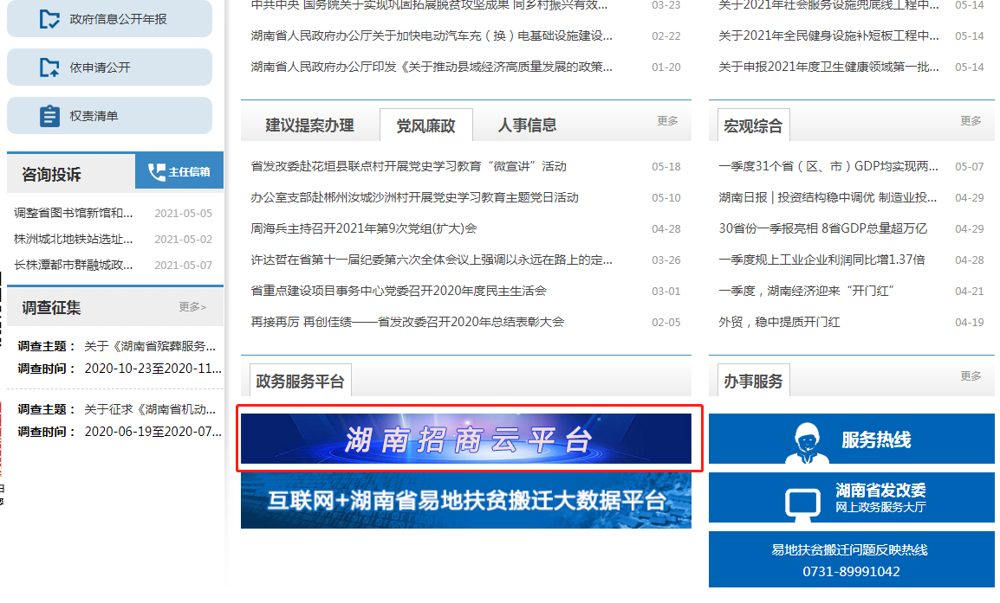 政府信息公开年报
依申请公开
权责清单
咨询投诉
主任信箱
调整省图书馆新馆和... 2021-05-05
株洲城北地铁站选址... 2021-05-02
长株潭都市群融城政... 2021-05-07
调查征集
更多>
调查主题： 关于《湖南省殡葬服务...
调查时间： 2020-10-23至2020-11...
调查主题： 关于征求《湖南省机动...
调查时间： 2020-06-19至2020-07...
中共中央 国务院关于实现巩固拓展脱贫攻坚成果 同乡村振兴有效... 03-23
湖南省人民政府办公厅关于加快电动汽车充（换）电基础设施建设... 02-22
湖南省人民政府办公厅印发《关于推动县域经济高质量发展的政策... 01-20
建议提案办理 党风廉政 人事信息 更多
省发改委赴花垣县联点村开展党史学习教育“微宣讲”活动 05-18
办公室支部赴郴州汝城沙洲村开展党史学习教育主题党日活动 05-10
周海兵主持召开2021年第9次党组(扩大)会 04-28
许达哲在省第十一届纪委第六次全体会议上强调以永远在路上的定... 03-26
省重点建设项目事务中心党委召开2020年度民主生活会 03-01
再接再厉 再创佳绩——省发改委召开2020年总结表彰大会 02-05
政务服务平台
湖南招商云平台
互联网+湖南省易地扶贫搬迁大数据平台
关于2021年社会服务设施兜底线工程中... 05-14
关于2021年全民健身设施补短板工程中... 05-14
关于申报2021年度卫生健康领域第一批... 05-14
宏观综合 更多
一季度31个省（区、市）GDP均实现两... 05-07
湖南日报 | 投资结构稳中调优 制造业投... 04-29
30省份一季报亮相 8省GDP总量超万亿 04-29
一季度规上工业企业利润同比增1.37倍 04-28
一季度，湖南经济迎来“开门红” 04-21
外贸，稳中提质开门红 04-19
办事服务 更多
服务热线
湖南省发改委
网上政务服务大厅
易地扶贫搬迁问题反映热线
0731-89991042